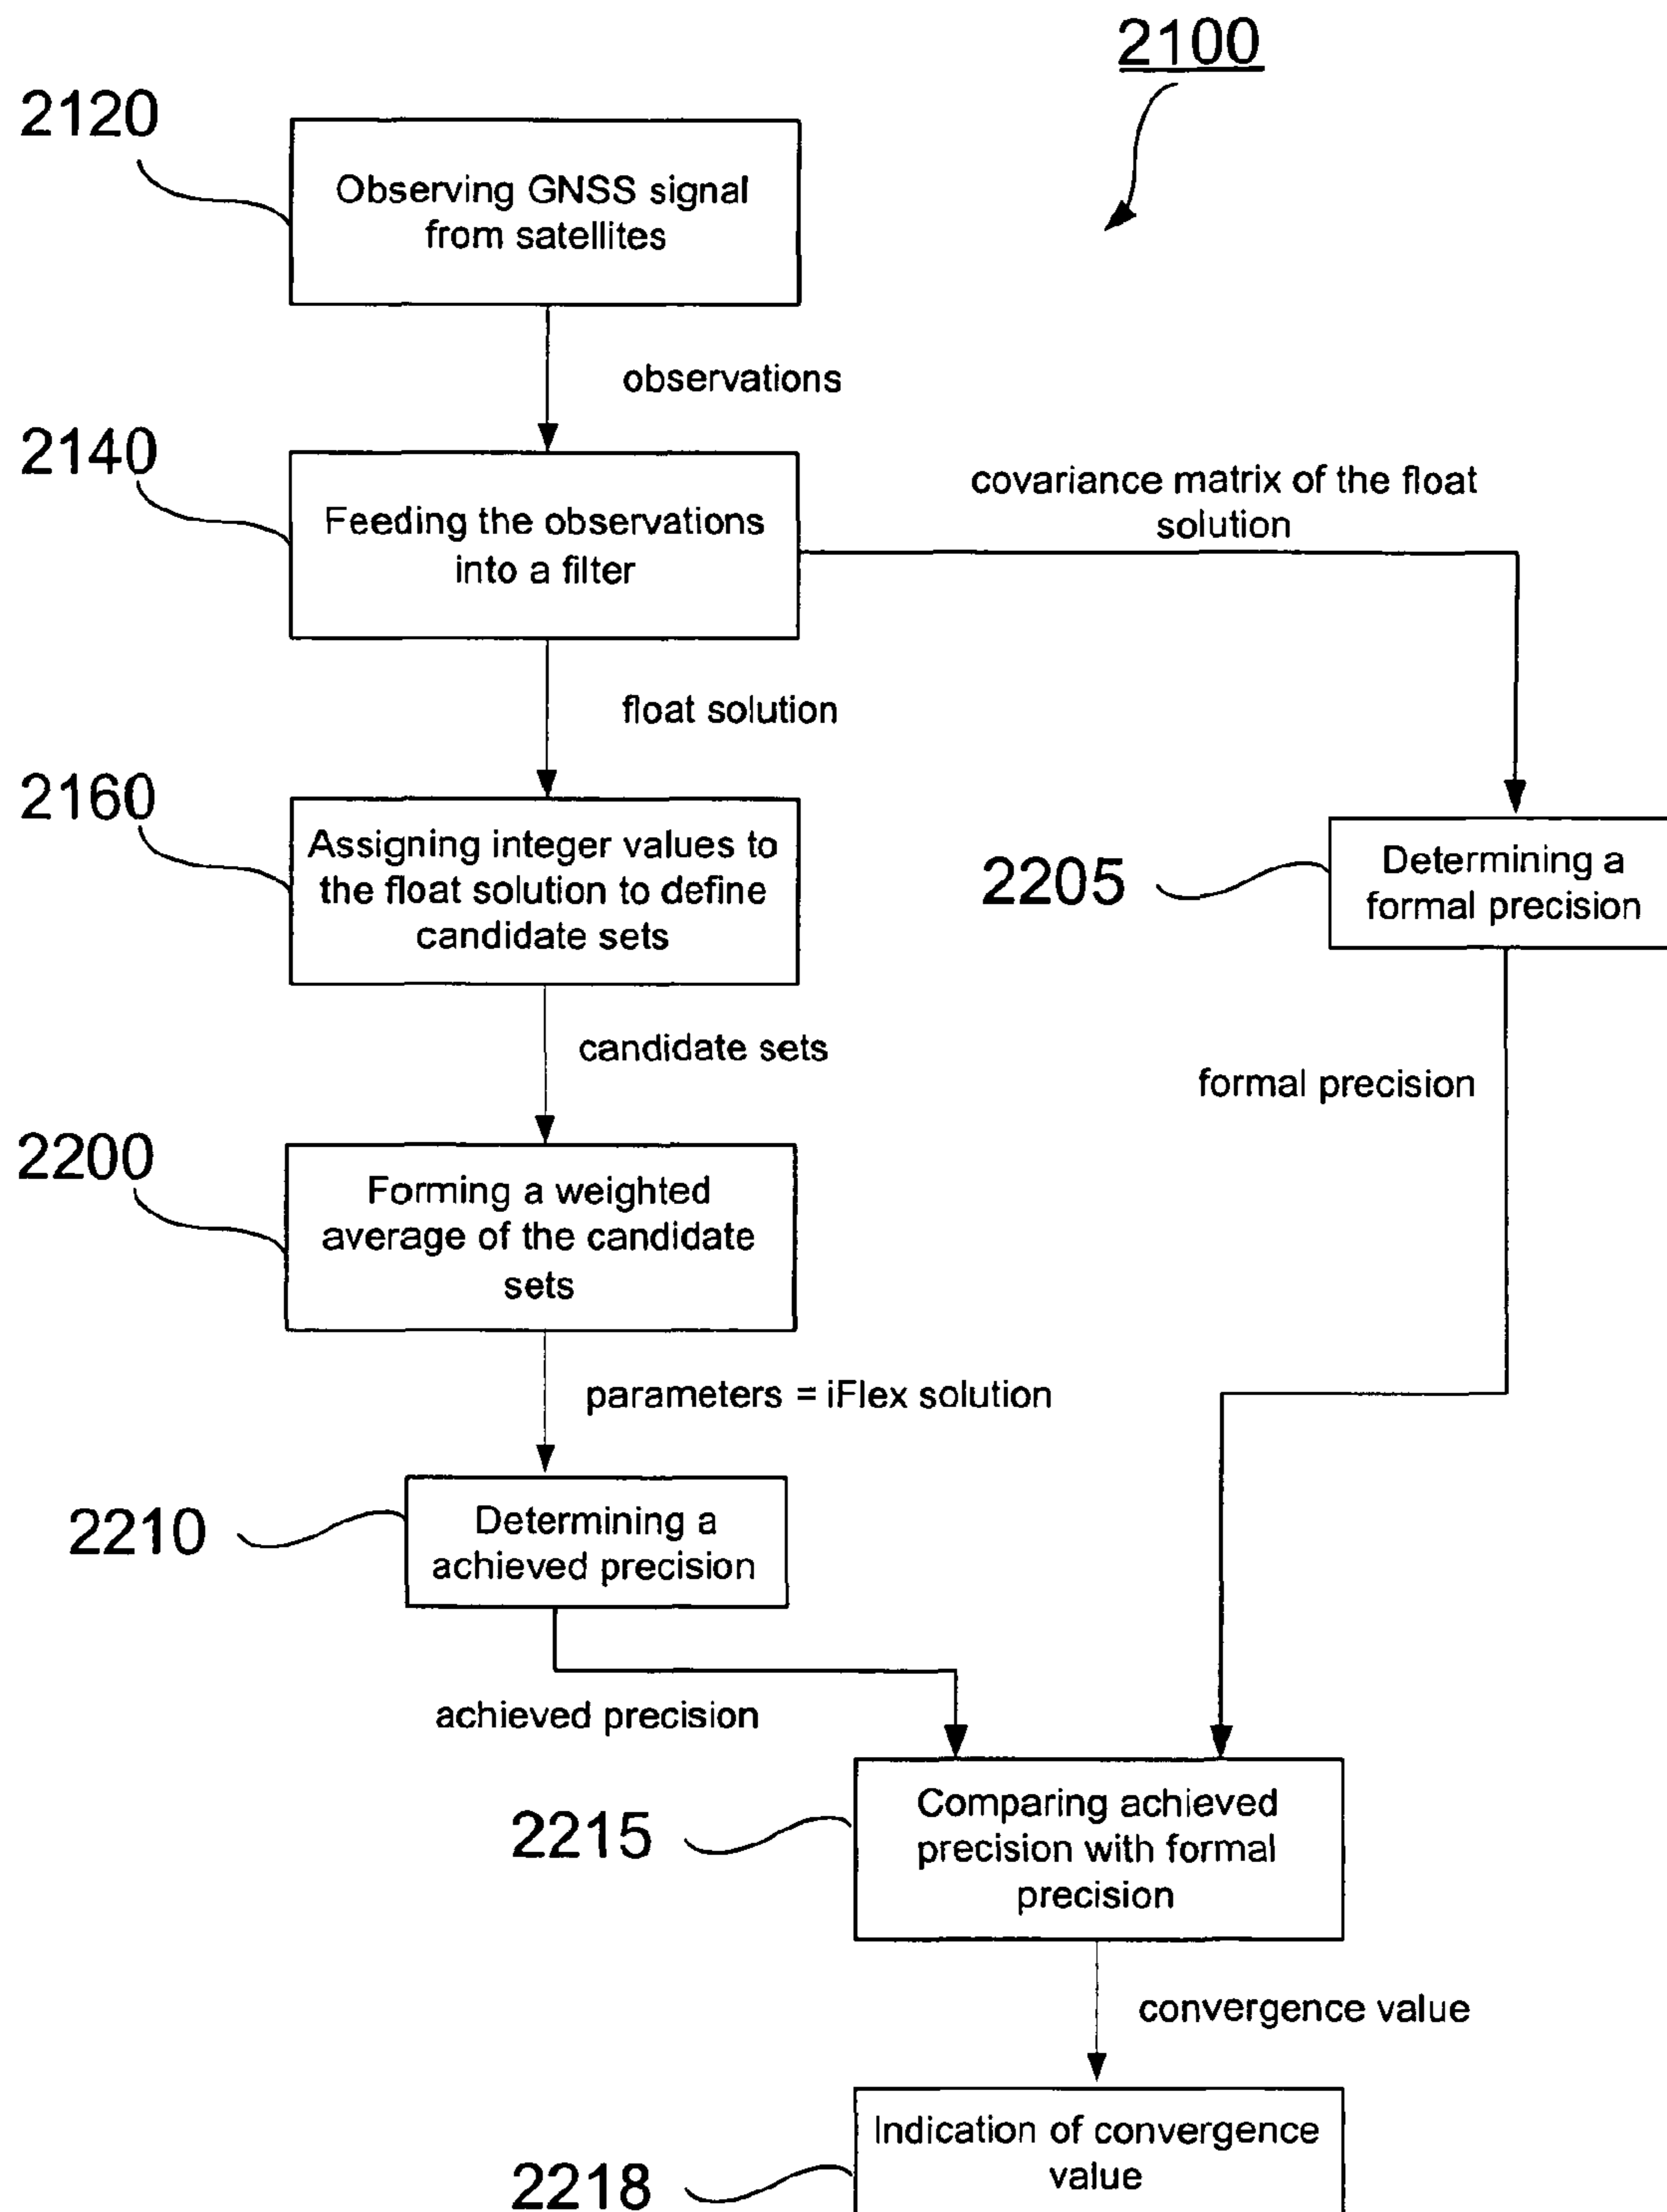 2100
2120
Observing GNSS signal
from satellites
observations
2140
Feeding the observations
into a filter
covariance matrix of the float
solution
float solution
2160
Assigning integer values to
the float solution to define
candidate sets
2205
Determining a
formal precision
candidate sets
formal precision
2200
Forming a weighted
average of the candidate
sets
parameters = iFlex solution
2210
Determining a
achieved precision
achieved precision
2215
Comparing achieved
precision with formal
precision
convergence value
Indication of convergence
value
2218